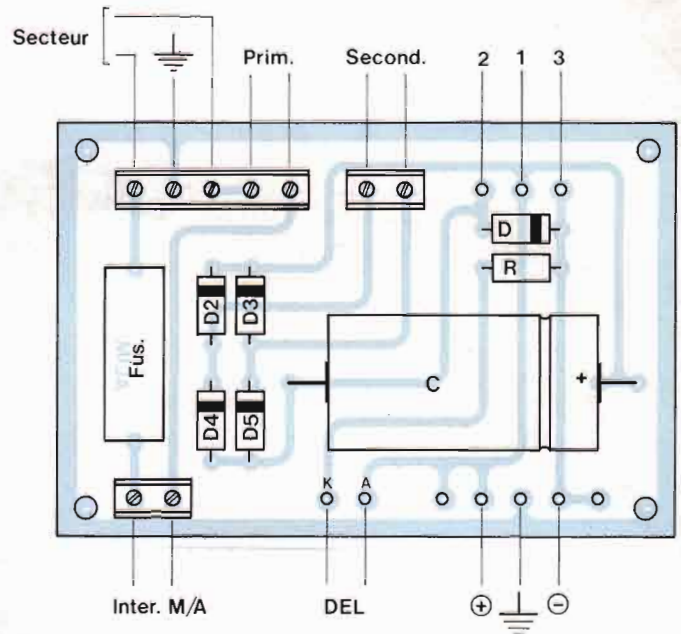 Secteur
Prim.
Second.
2 1 3
D
R
D2 D3
Fus.
C
+
D4 D5
K A
Inter. M/A
DEL
+ −